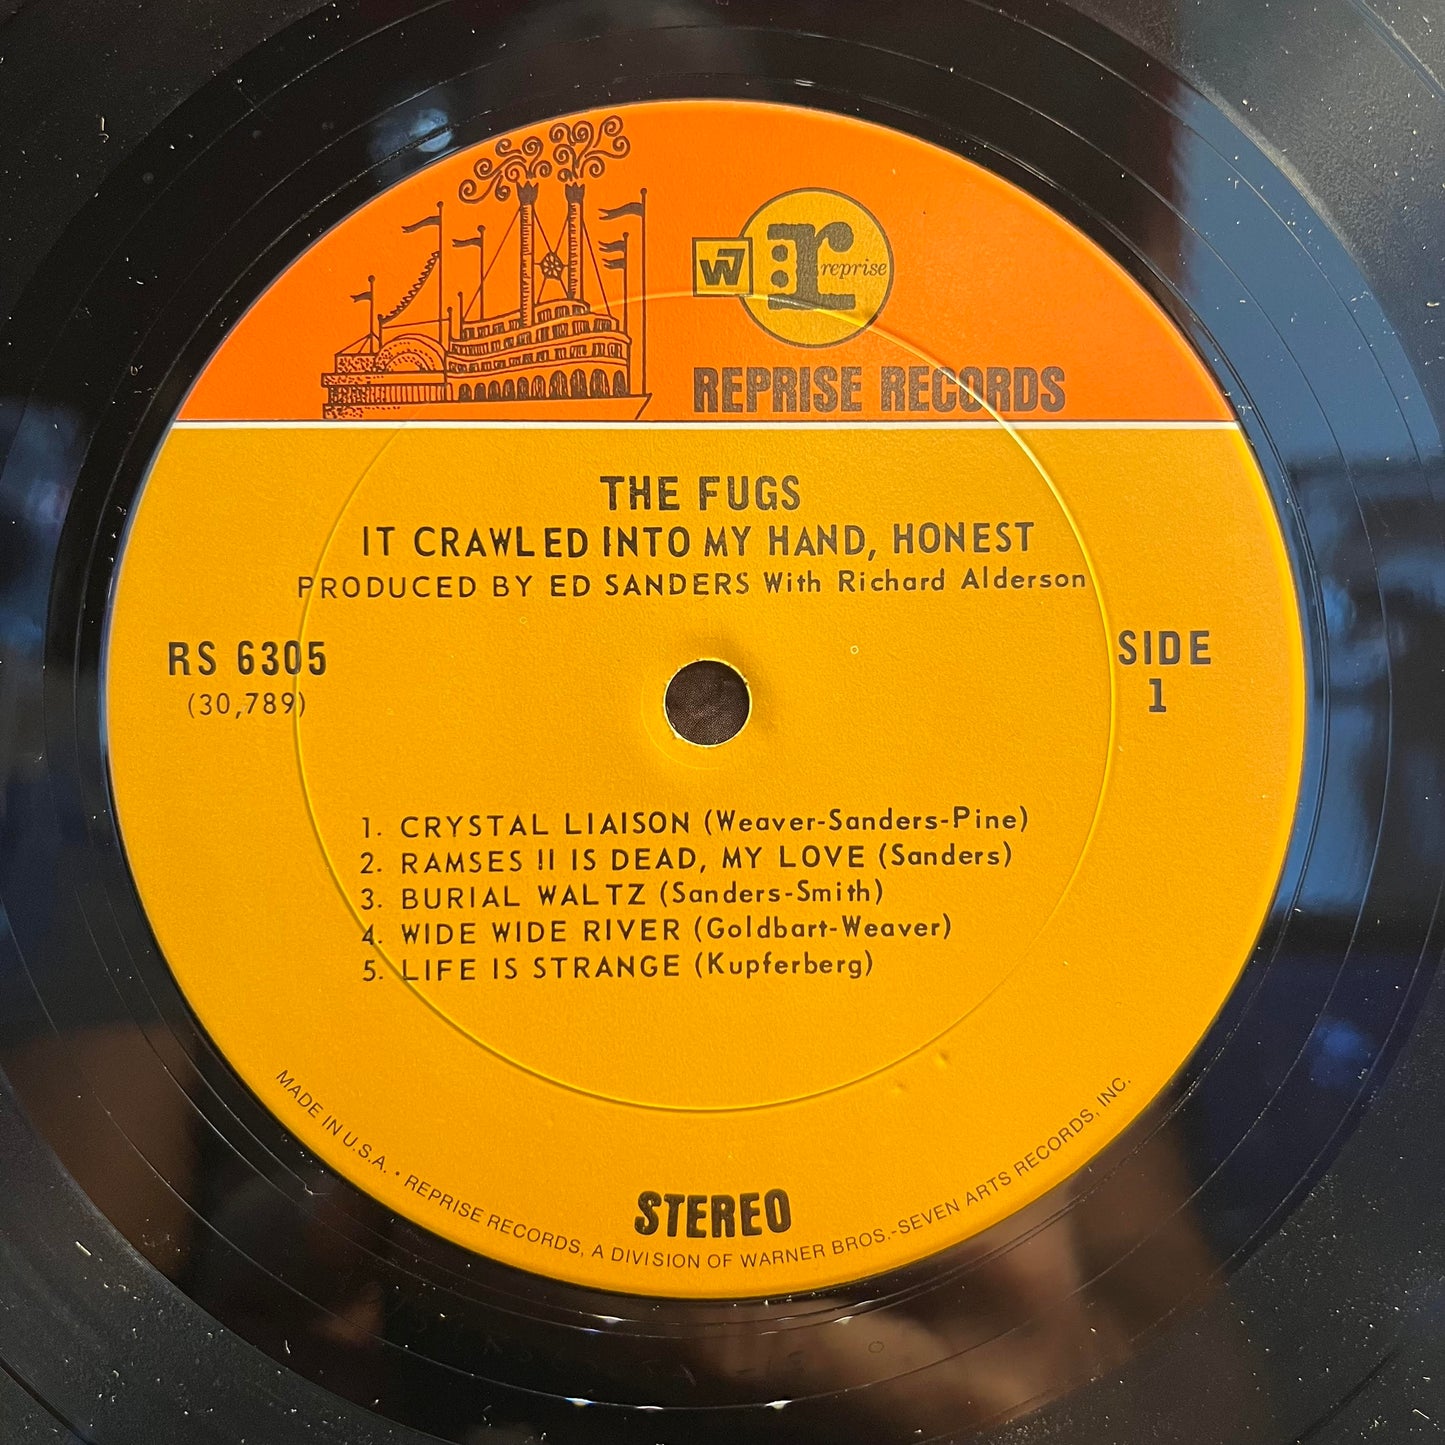 W7
r: reprise
REPRISE RECORDS
THE FUGS
IT CRAWLED INTO MY HAND, HONEST
PRODUCED BY ED SANDERS With Richard Alderson
RS 6305
(30,789)
SIDE
1
1. CRYSTAL LIAISON (Weaver-Sanders-Pine)
2. RAMSES II IS DEAD, MY LOVE (Sanders)
3. BURIAL WALTZ (Sanders-Smith)
4. WIDE WIDE RIVER (Goldbart-Weaver)
5. LIFE IS STRANGE (Kupferberg)
STEREO
MADE IN U.S.A. • REPRISE RECORDS, A DIVISION OF WARNER BROS.-SEVEN ARTS RECORDS, INC.